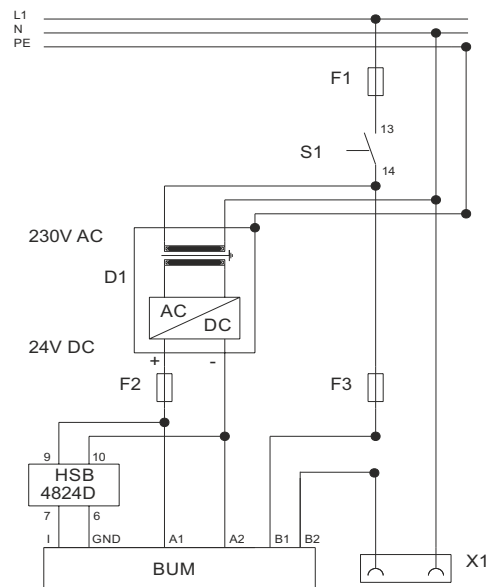 L1
N
PE
F1
13
S1
14
230V AC
D1
AC
DC
24V DC
+ -
F2
F3
9 10
HSB
4824D
7 6
I GND A1 A2 B1 B2
BUM
X1